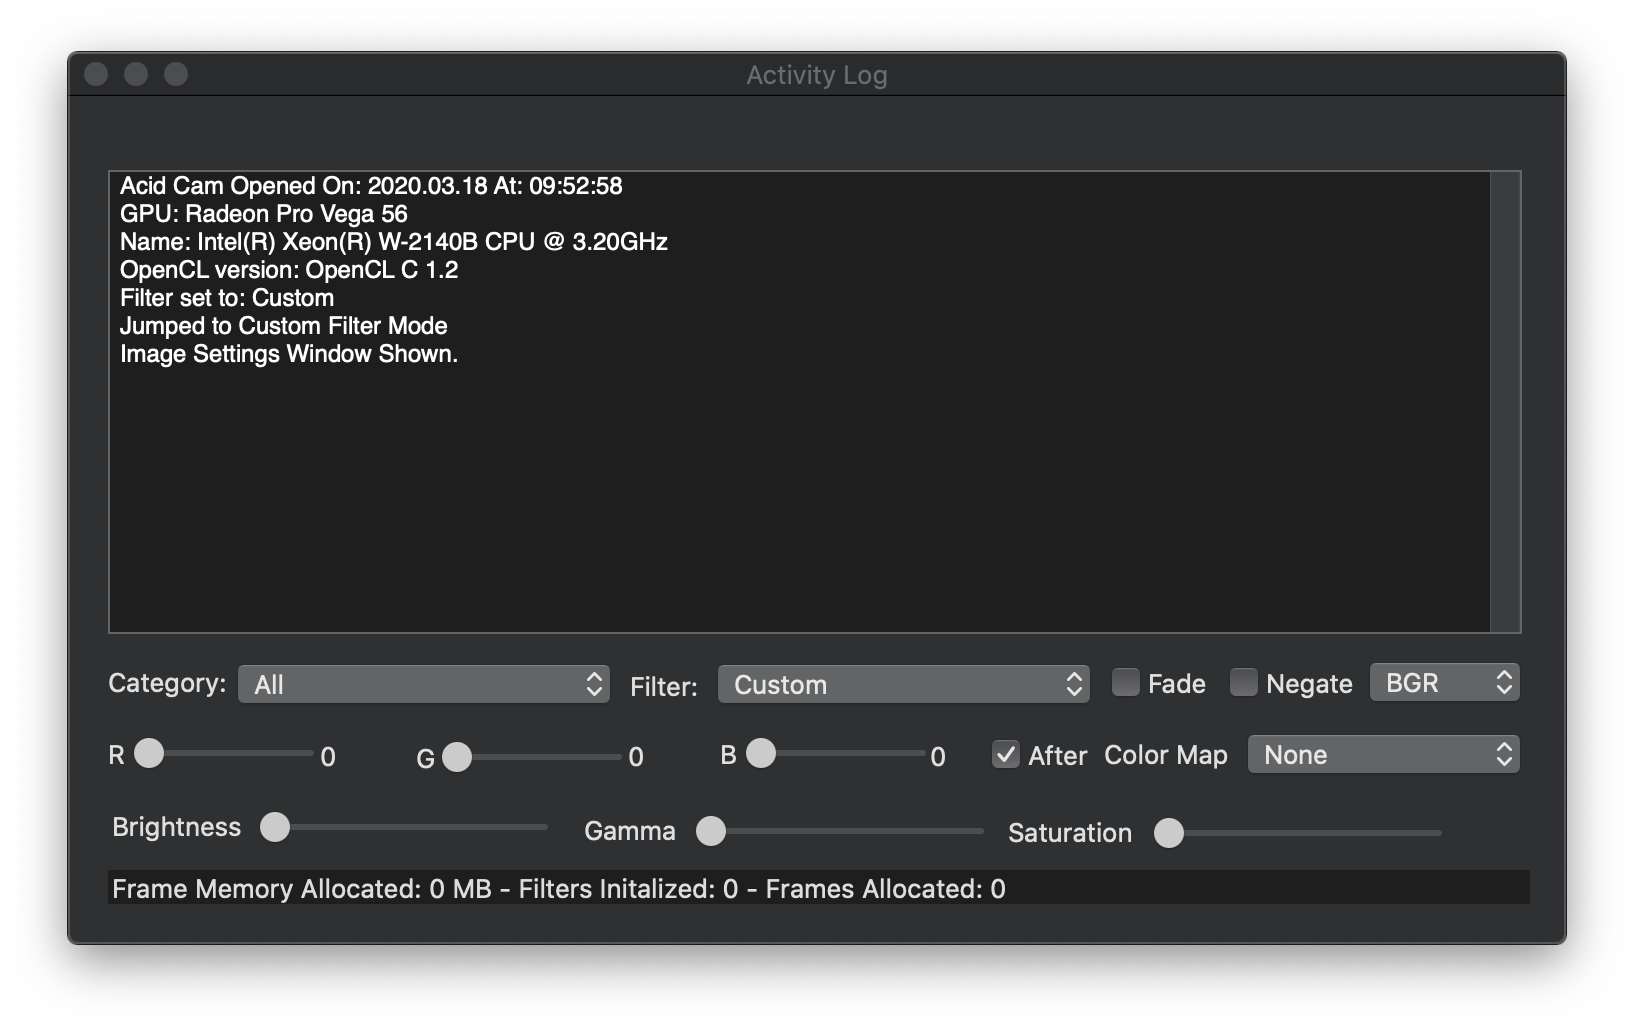 Activity Log
Acid Cam Opened On: 2020.03.18 At: 09:52:58
GPU: Radeon Pro Vega 56
Name: Intel(R) Xeon(R) W-2140B CPU @ 3.20GHz
OpenCL version: OpenCL C 1.2
Filter set to: Custom
Jumped to Custom Filter Mode
Image Settings Window Shown.
Category: All Filter: Custom Fade Negate BGR
R 0 G 0 B 0 After Color Map None
Brightness Gamma Saturation
Frame Memory Allocated: 0 MB - Filters Initalized: 0 - Frames Allocated: 0